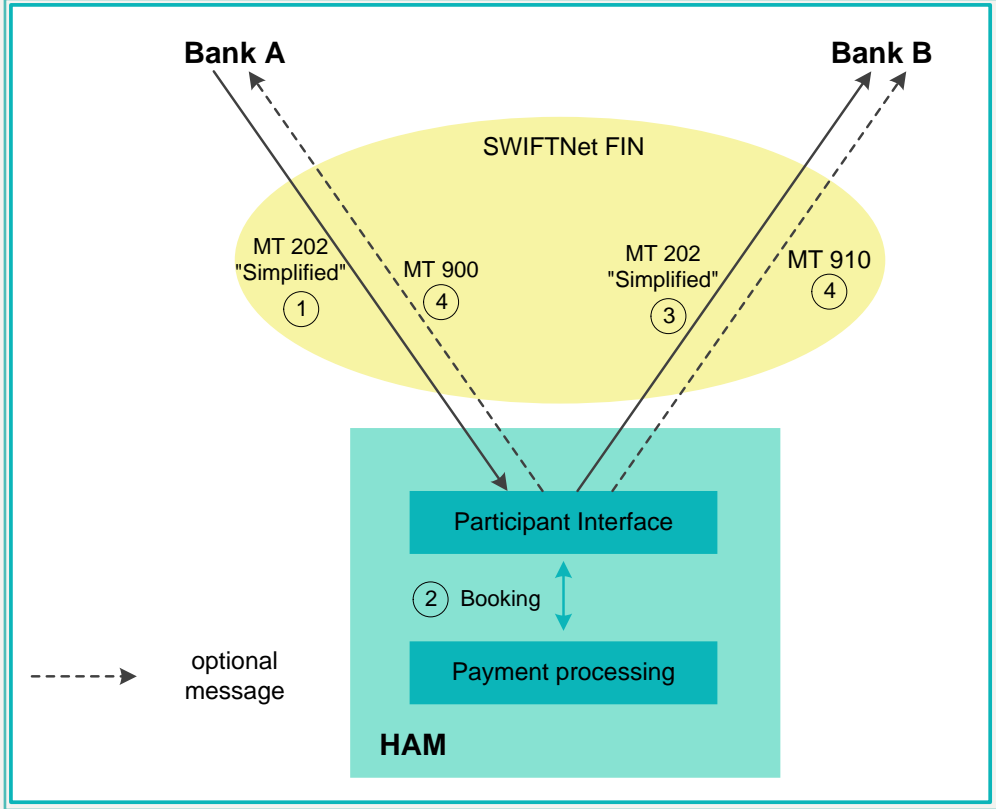 Bank A
Bank B
SWIFTNet FIN
MT 202
"Simplified"
1
MT 900
4
MT 202
"Simplified"
3
MT 910
4
Participant Interface
2 Booking
Payment processing
optional
message
HAM